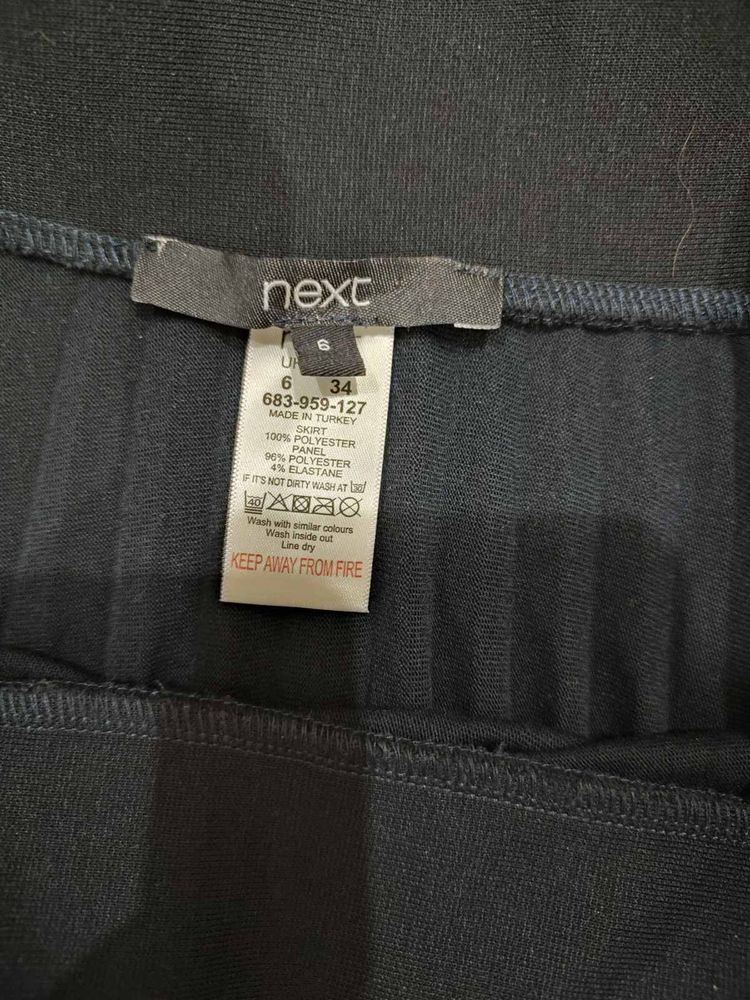 next
6
UK
6 34
683-959-127
MADE IN TURKEY
SKIRT
100% POLYESTER
PANEL
96% POLYESTER
4% ELASTANE
IF IT'S NOT DIRTY WASH AT 30
40
Wash with similar colours
Wash inside out
Line dry
KEEP AWAY FROM FIRE